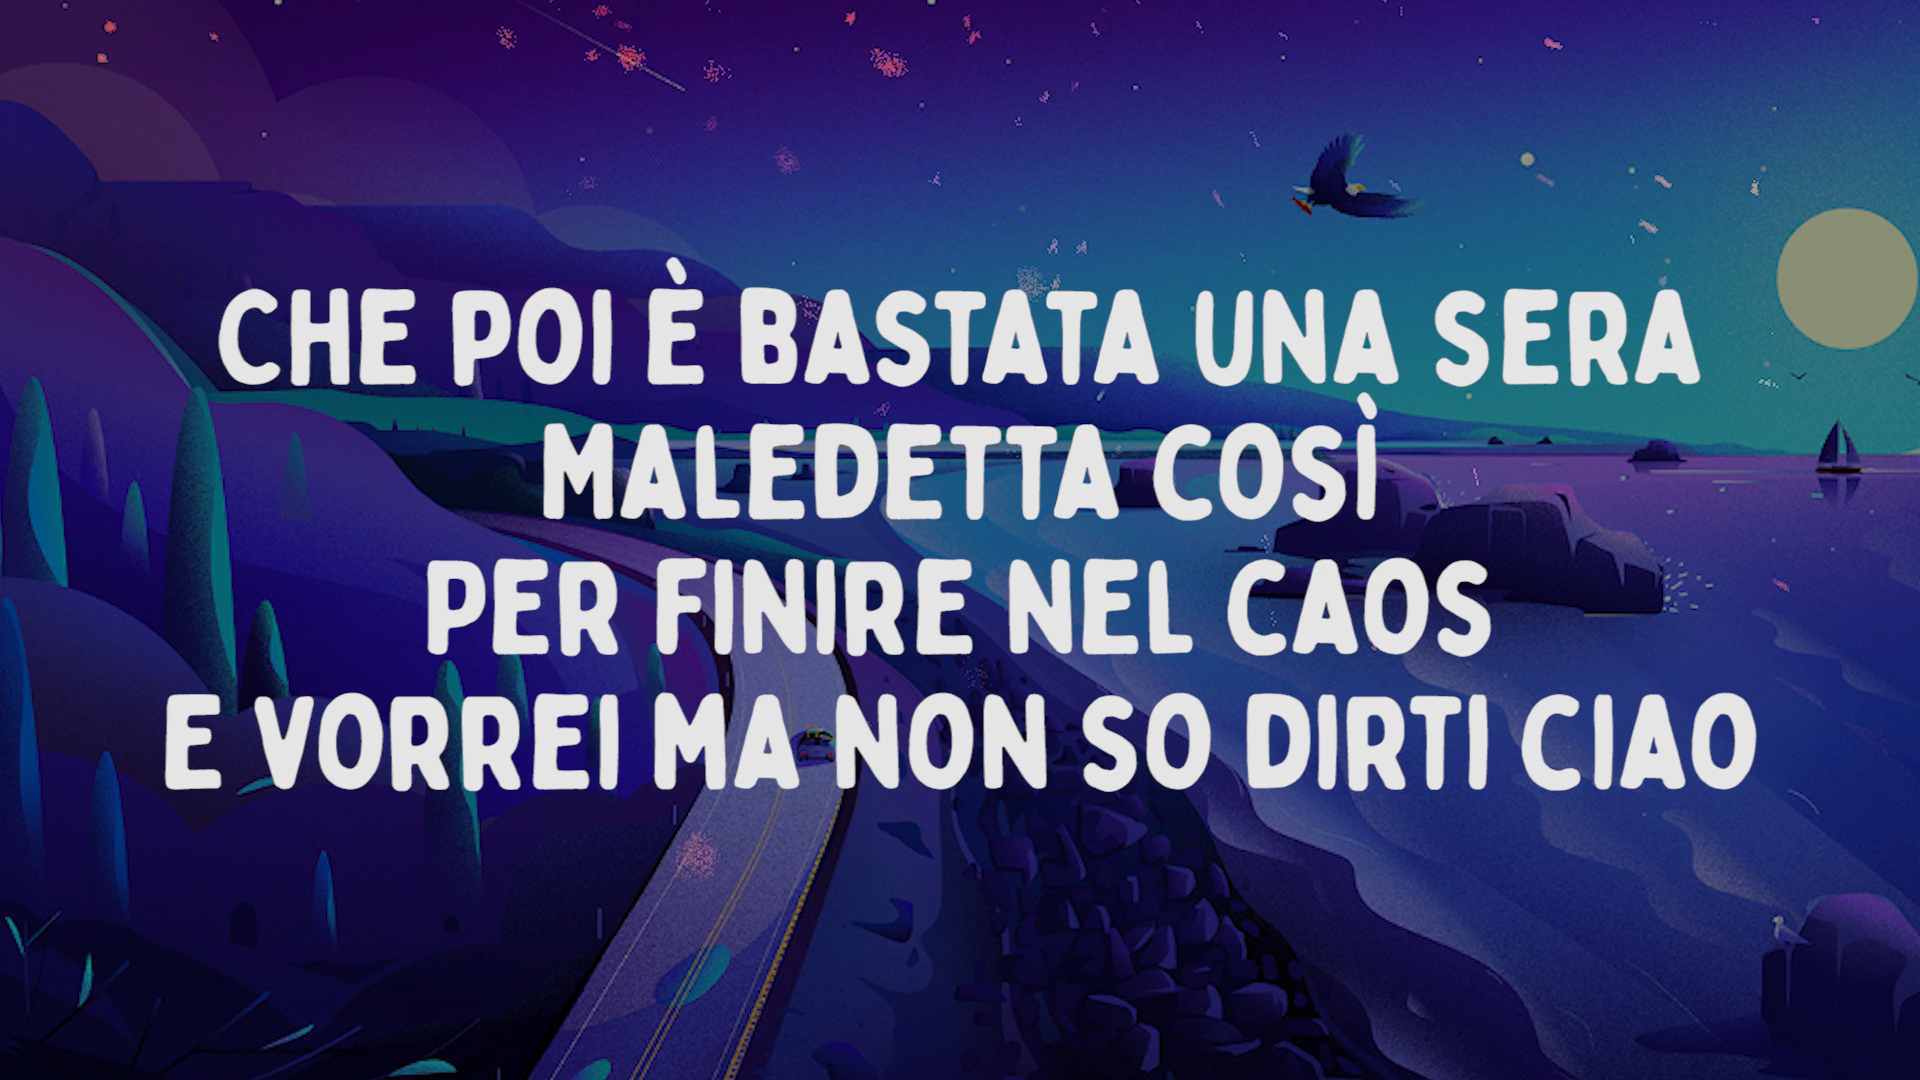 CHE POI È BASTATA UNA SERA
MALEDETTA COSÌ
PER FINIRE NEL CAOS
E VORREI MA NON SO DIRTI CIAO